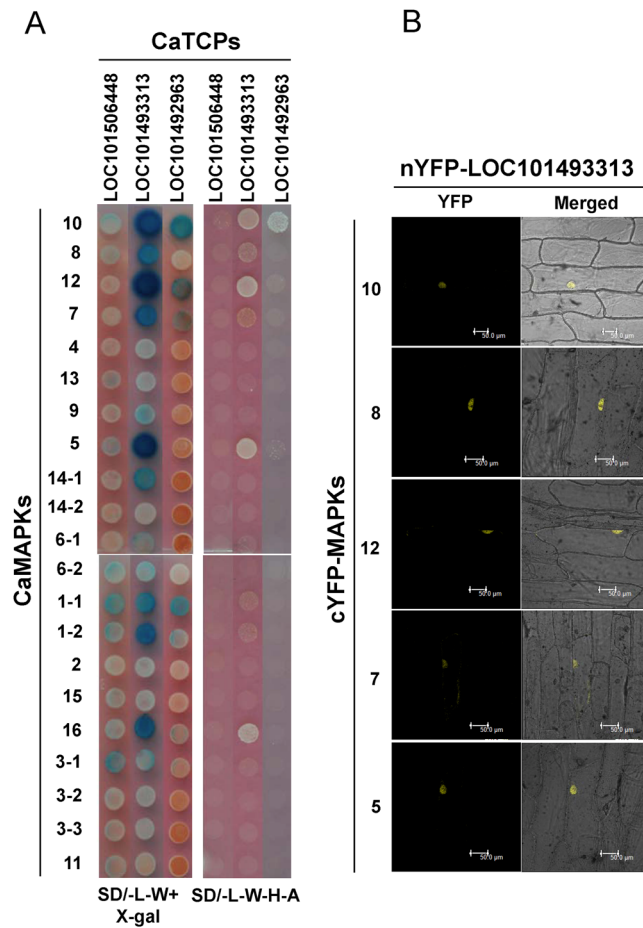 A
CaTCPs
LOC101506448
LOC101493313
LOC101492963
LOC101506448
LOC101493313
LOC101492963
CaMAPKs
10
8
12
7
4
13
9
5
14-1
14-2
6-1
6-2
1-1
1-2
2
15
16
3-1
3-2
3-3
11
SD/-L-W+
X-gal
SD/-L-W-H-A
B
nYFP-LOC101493313
YFP
Merged
cYFP-MAPKs
10
50.0 µm
50.0 µm
8
50.0 µm
50.0 µm
12
50.0 µm
50.0 µm
7
50.0 µm
50.0 µm
5
50.0 µm
50.0 µm